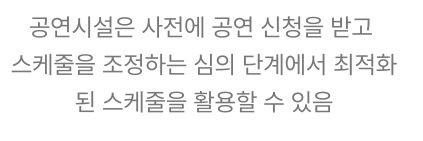 공연시설은 사전에 공연 신청을 받고
스케줄을 조정하는 심의 단계에서 최적화
된 스케줄을 활용할 수 있음